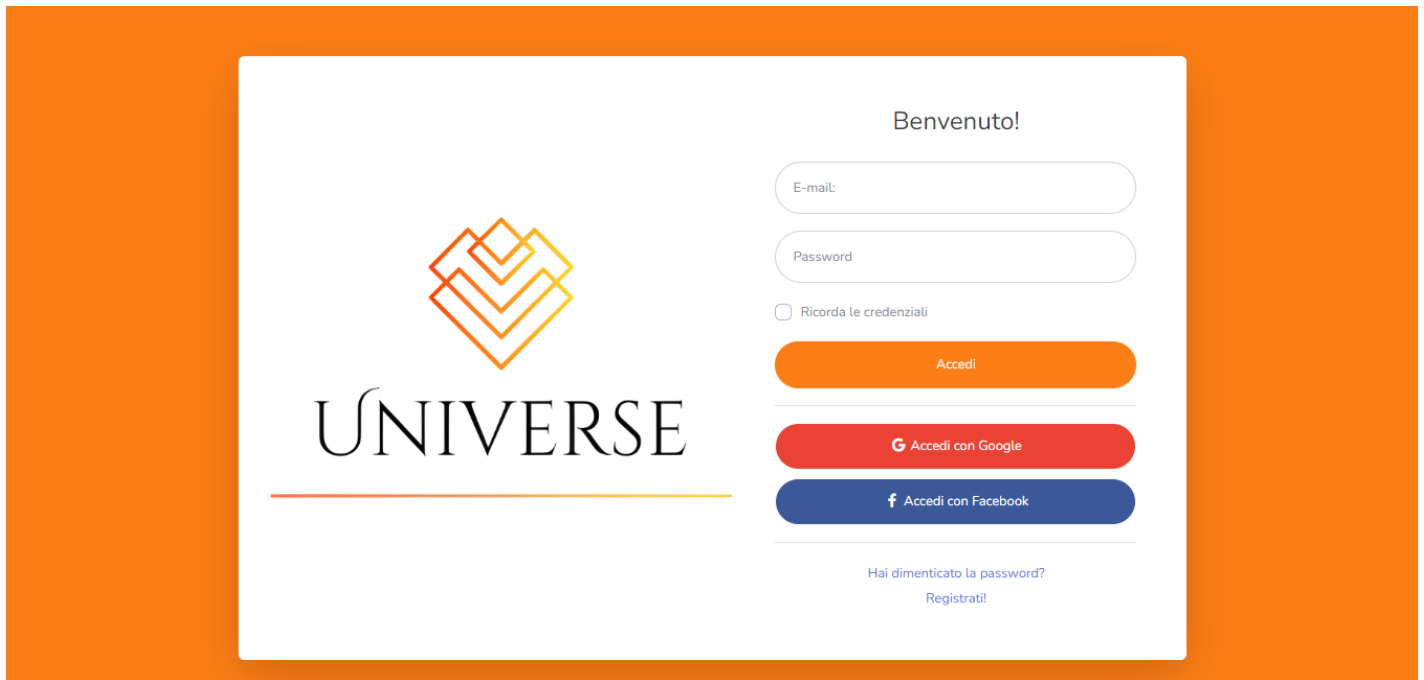 Benvenuto!
E-mail:
Password
Ricorda le credenziali
Accedi
G Accedi con Google
f Accedi con Facebook
Hai dimenticato la password?
Registrati!
UNIVERSE